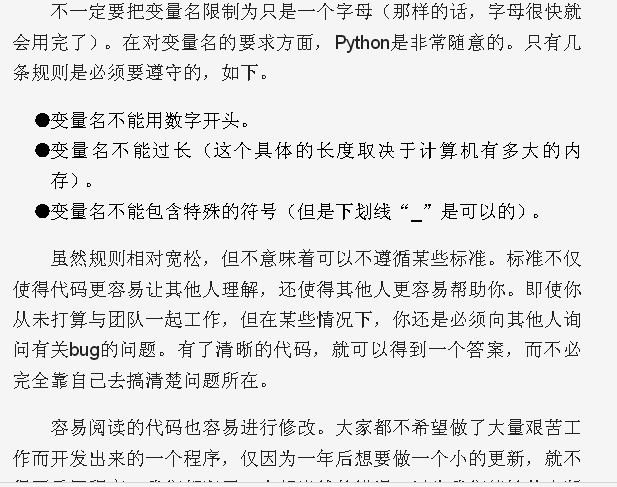 不一定要把变量名限制为只是一个字母（那样的话，字母很快就
会用完了）。在对变量名的要求方面，Python是非常随意的。只有几
条规则是必须要遵守的，如下。
●变量名不能用数字开头。
●变量名不能过长（这个具体的长度取决于计算机有多大的内
存）。
●变量名不能包含特殊的符号（但是下划线“_”是可以的）。
虽然规则相对宽松，但不意味着可以不遵循某些标准。标准不仅
使得代码更容易让其他人理解，还使得其他人更容易帮助你。即使你
从未打算与团队一起工作，但在某些情况下，你还是必须向其他人询
问有关bug的问题。有了清晰的代码，就可以得到一个答案，而不必
完全靠自己去搞清楚问题所在。
容易阅读的代码也容易进行修改。大家都不希望做了大量艰苦工
作而开发出来的一个程序，仅因为一年后想要做一个小的更新，就不